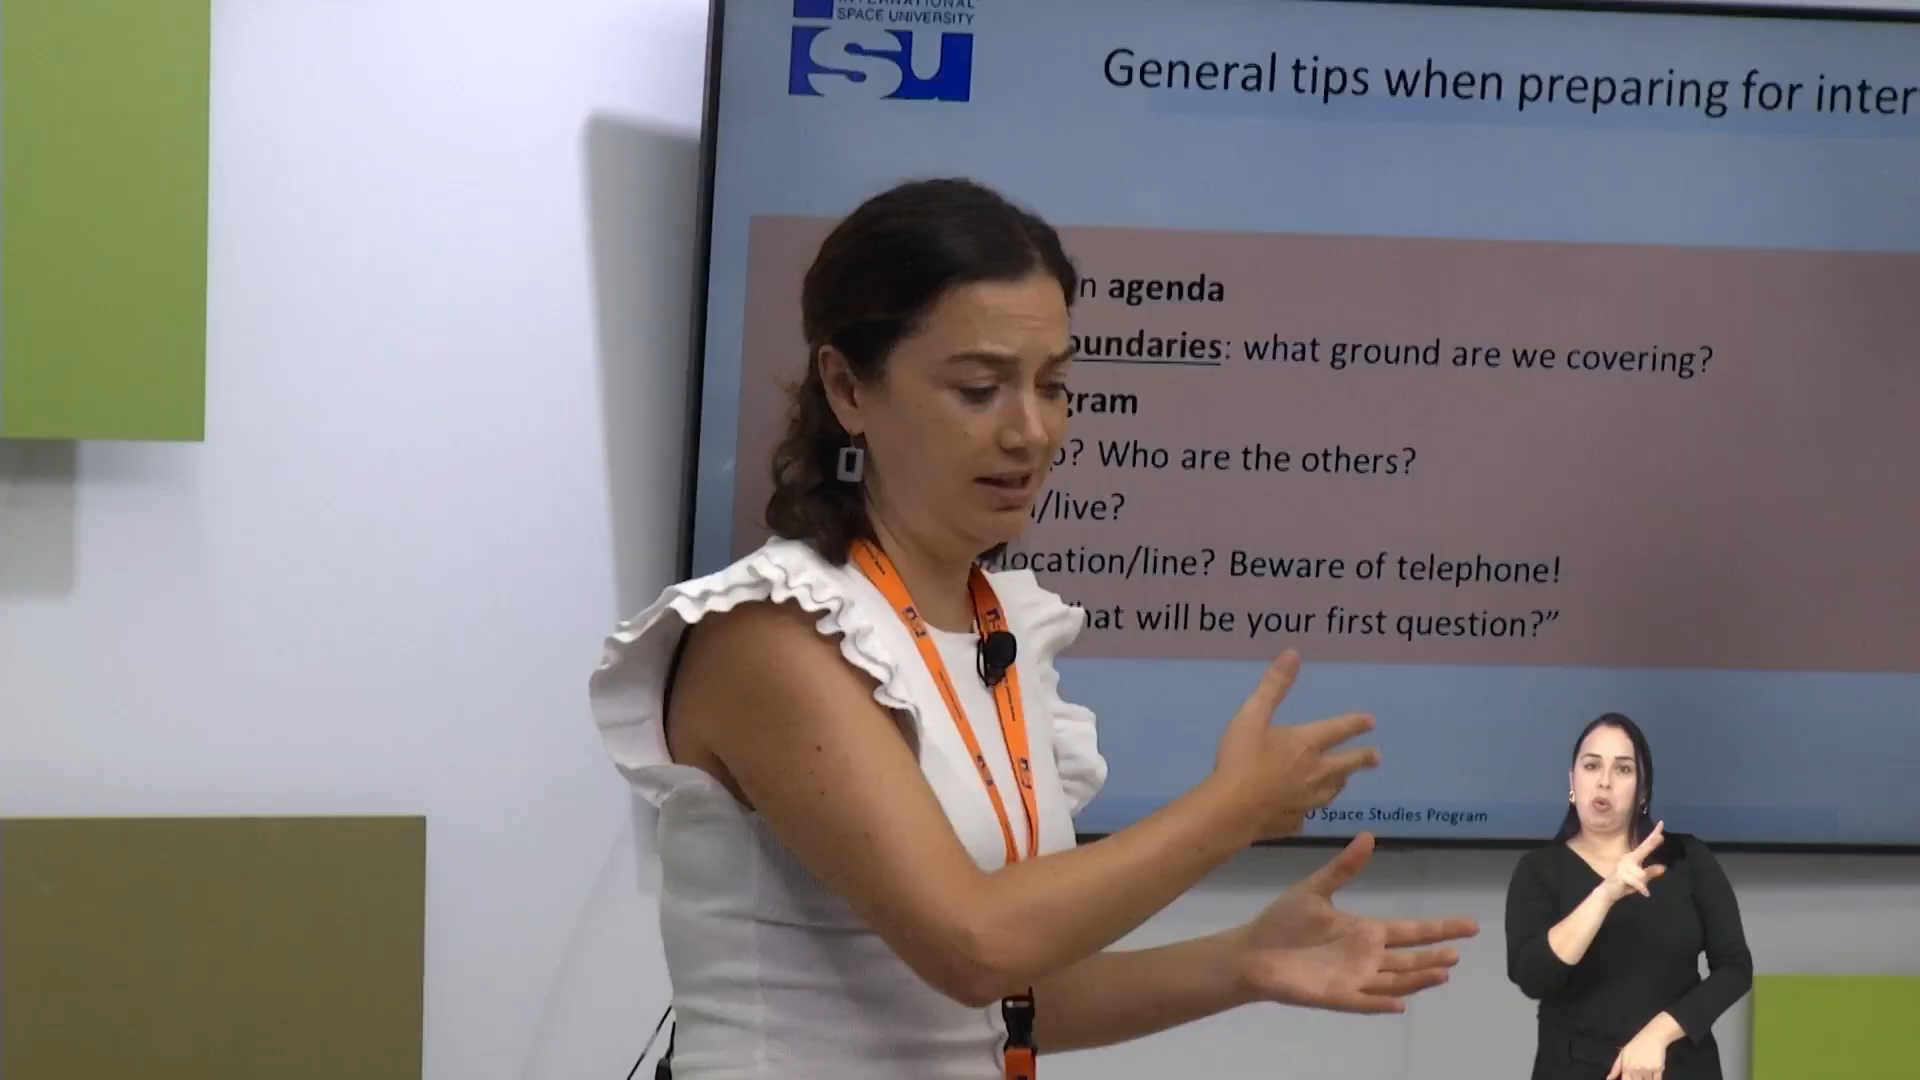 INTERNATIONAL
SPACE UNIVERSITY
isu
General tips when preparing for inter
n agenda
oundaries: what ground are we covering?
gram
o? Who are the others?
/live?
location/line? Beware of telephone!
hat will be your first question?”
U Space Studies Program